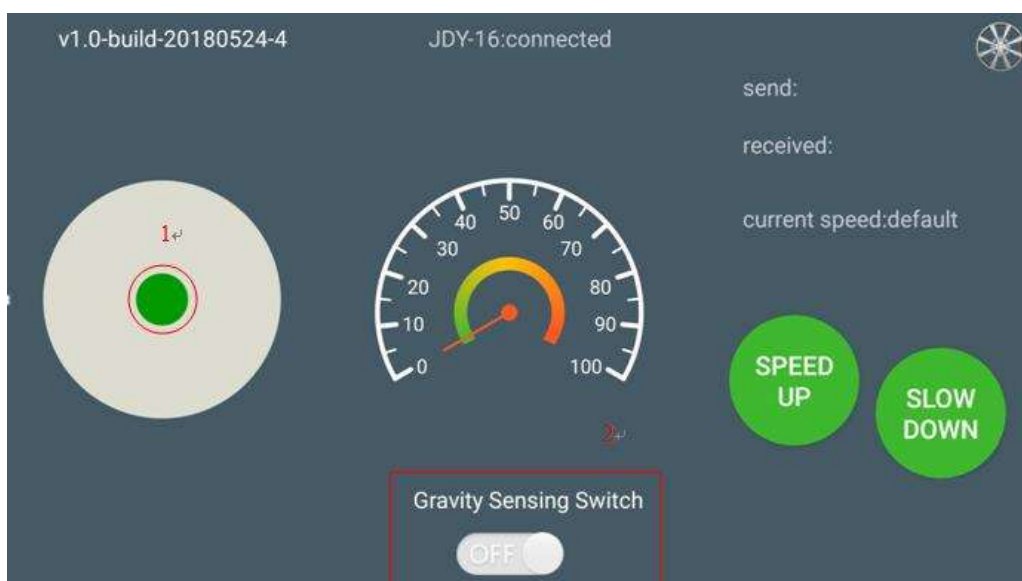 v1.0-build-20180524-4
JDY-16:connected
send:
received:
current speed:default
1↵
0
10
20
30
40
50
60
70
80
90
100
SPEED
UP
SLOW
DOWN
2↵
Gravity Sensing Switch
OFF